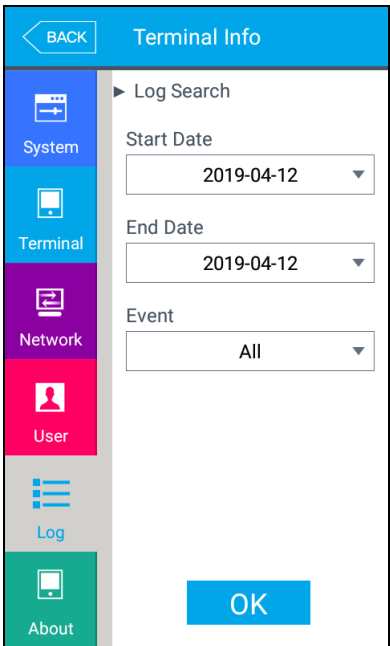 BACK
Terminal Info
System
Terminal
Network
User
Log
About
► Log Search
Start Date
2019-04-12
End Date
2019-04-12
Event
All
OK